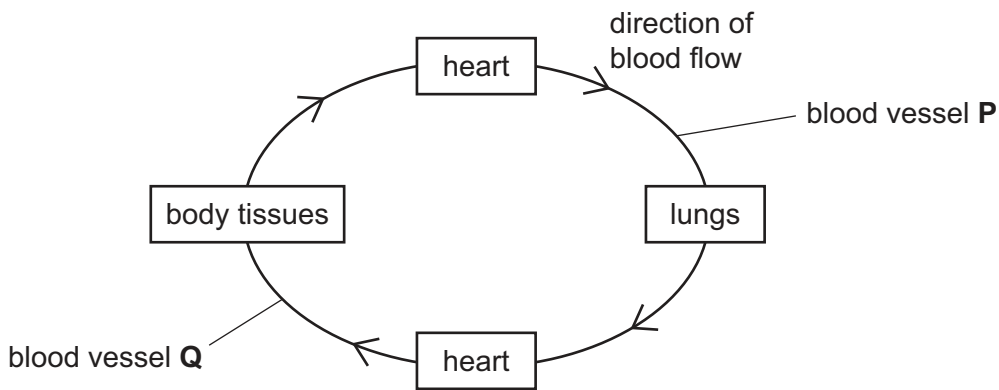 direction of
blood flow
heart
blood vessel P
body tissues
lungs
heart
blood vessel Q